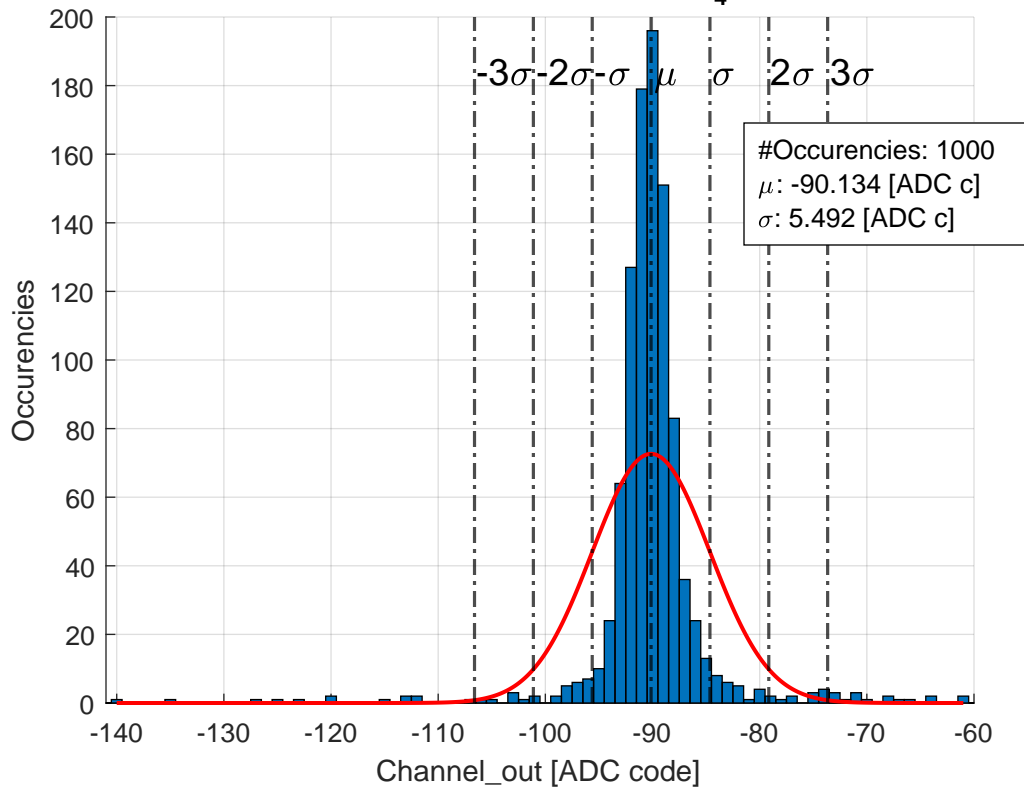 4
200
180
160
140
120
100
80
60
40
20
0
-3σ -2σ -σ μ σ 2σ 3σ
#Occurencies: 1000
μ: -90.134 [ADC c]
σ: 5.492 [ADC c]
Occurencies
-140 -130 -120 -110 -100 -90 -80 -70 -60
Channel_out [ADC code]